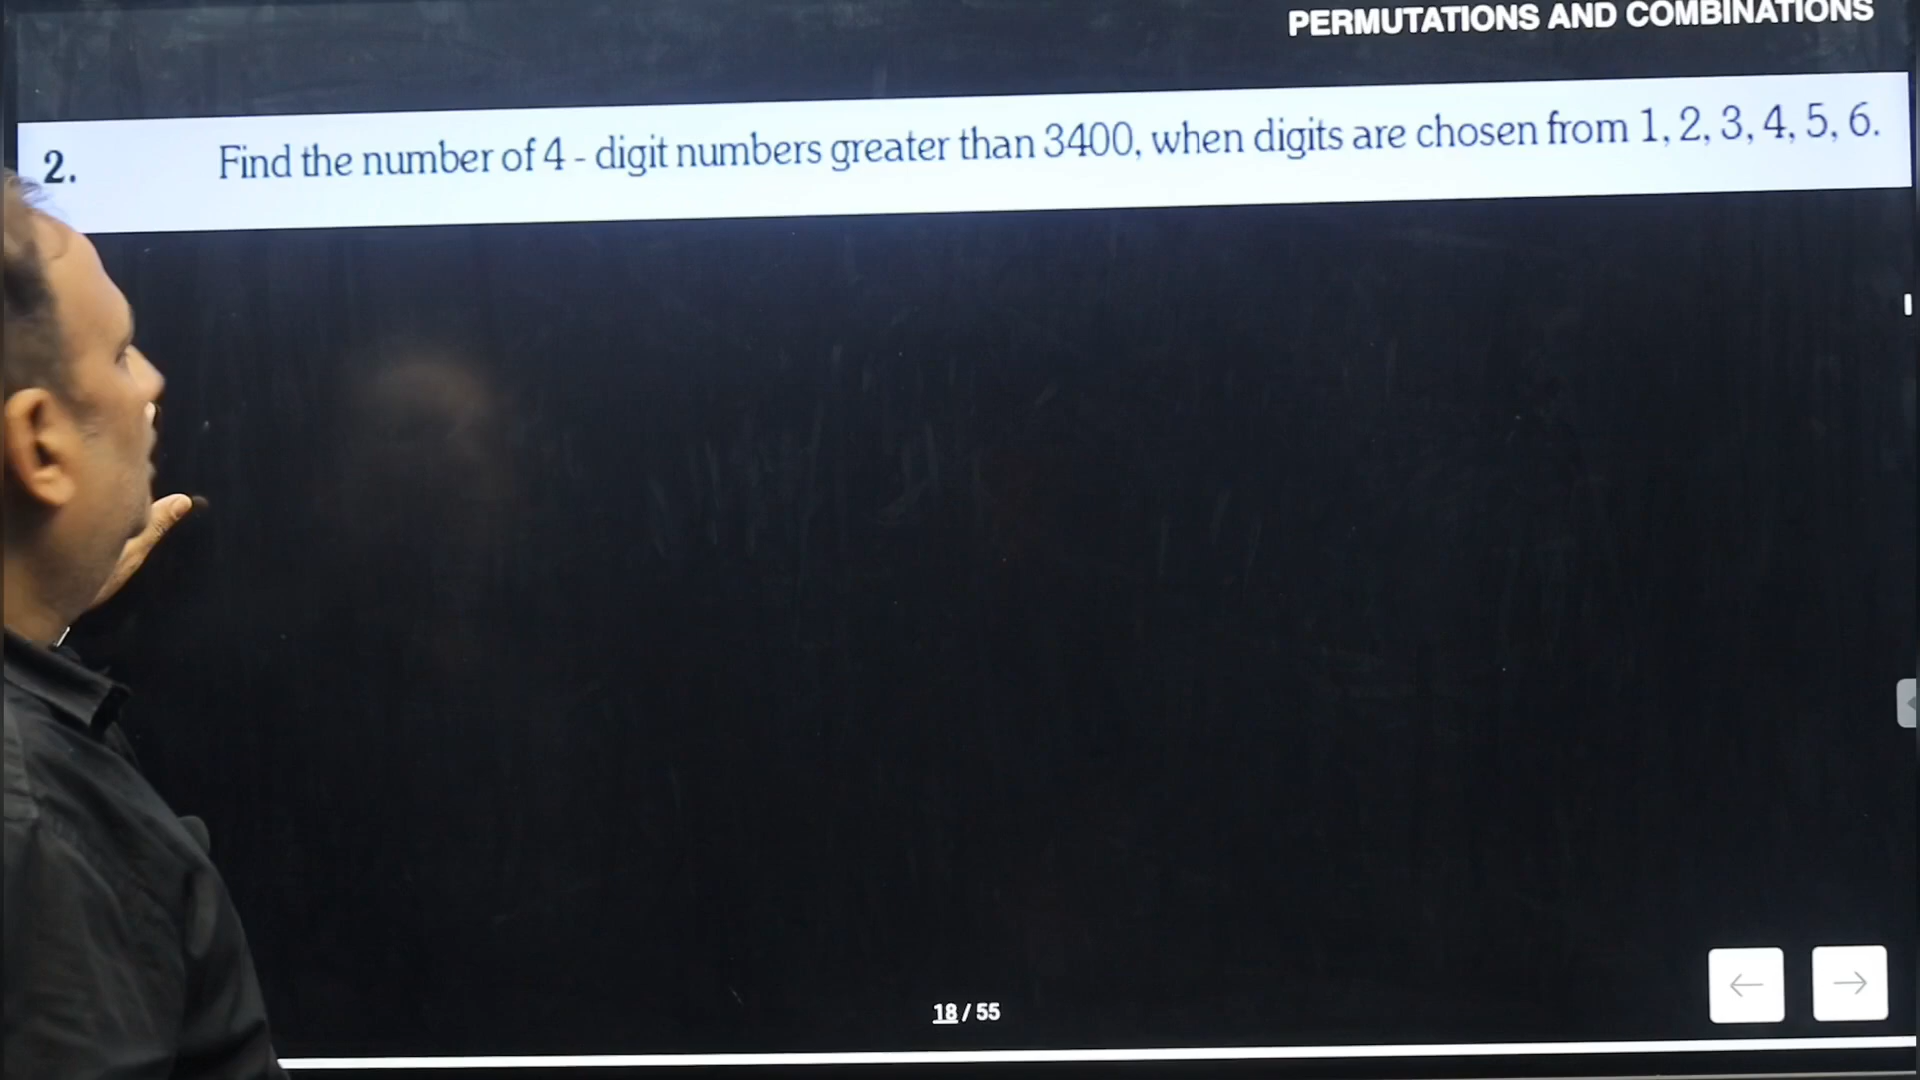 PERMUTATIONS AND COMBINATIONS
2. Find the number of 4 - digit numbers greater than 3400, when digits are chosen from 1, 2, 3, 4, 5, 6.
18 / 55